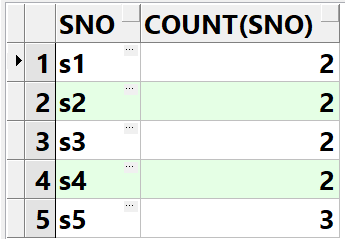 SNO COUNT(SNO)
1 s1 ... 2
2 s2 ... 2
3 s3 ... 2
4 s4 ... 2
5 s5 ... 3